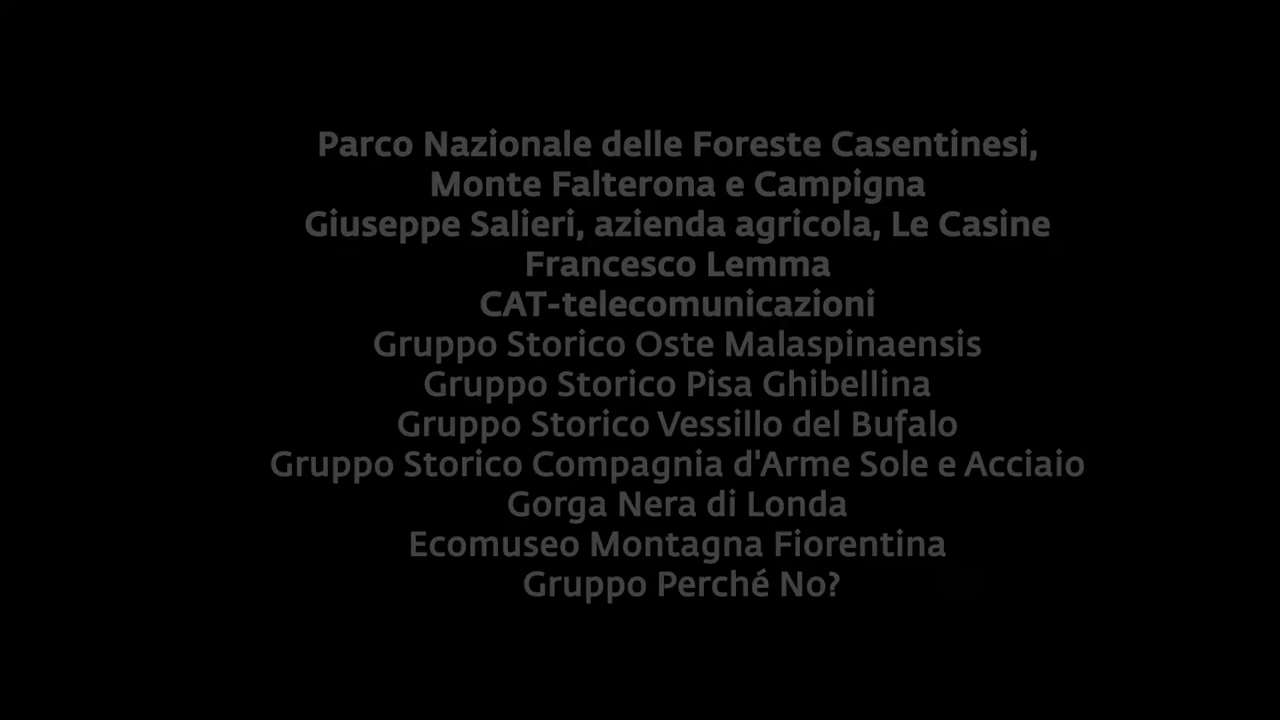 Parco Nazionale delle Foreste Casentinesi,
Monte Falterona e Campigna
Giuseppe Salieri, azienda agricola, Le Casine
Francesco Lemma
CAT-telecomunicazioni
Gruppo Storico Oste Malaspinaensis
Gruppo Storico Pisa Ghibellina
Gruppo Storico Vessillo del Bufalo
Gruppo Storico Compagnia d'Arme Sole e Acciaio
Gorga Nera di Londa
Ecomuseo Montagna Fiorentina
Gruppo Perché No?